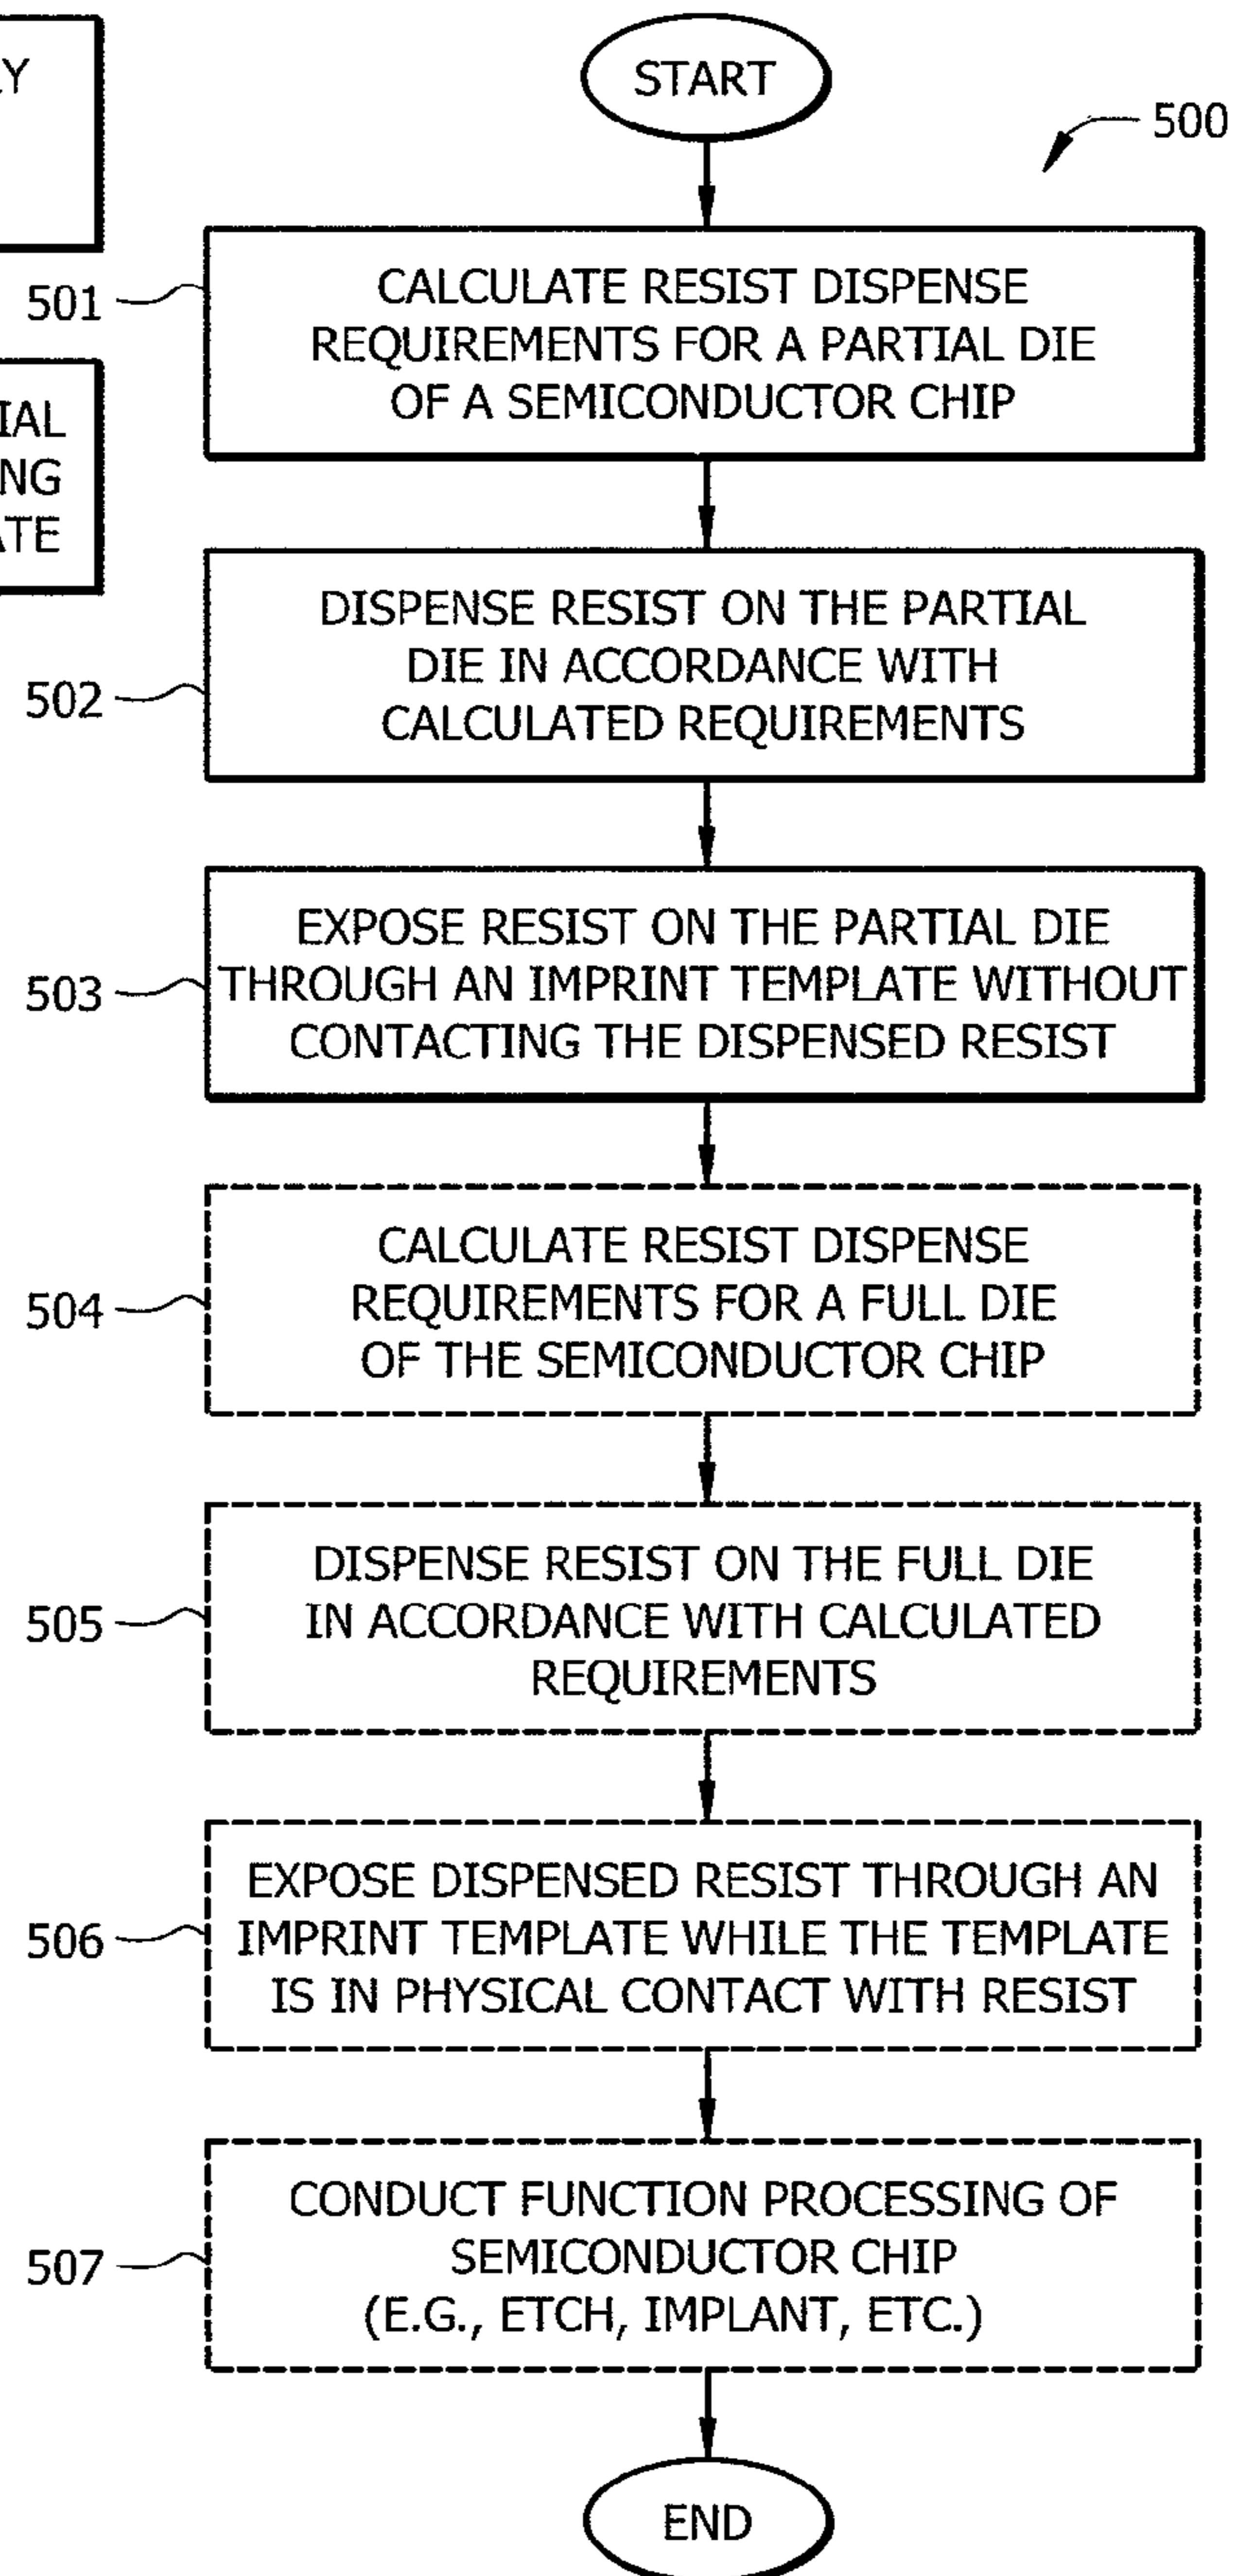 START
500
501
CALCULATE RESIST DISPENSE
REQUIREMENTS FOR A PARTIAL DIE
OF A SEMICONDUCTOR CHIP
502
DISPENSE RESIST ON THE PARTIAL
DIE IN ACCORDANCE WITH
CALCULATED REQUIREMENTS
503
EXPOSE RESIST ON THE PARTIAL DIE
THROUGH AN IMPRINT TEMPLATE WITHOUT
CONTACTING THE DISPENSED RESIST
504
CALCULATE RESIST DISPENSE
REQUIREMENTS FOR A FULL DIE
OF THE SEMICONDUCTOR CHIP
505
DISPENSE RESIST ON THE FULL DIE
IN ACCORDANCE WITH CALCULATED
REQUIREMENTS
506
EXPOSE DISPENSED RESIST THROUGH AN
IMPRINT TEMPLATE WHILE THE TEMPLATE
IS IN PHYSICAL CONTACT WITH RESIST
507
CONDUCT FUNCTION PROCESSING OF
SEMICONDUCTOR CHIP
(E.G., ETCH, IMPLANT, ETC.)
END